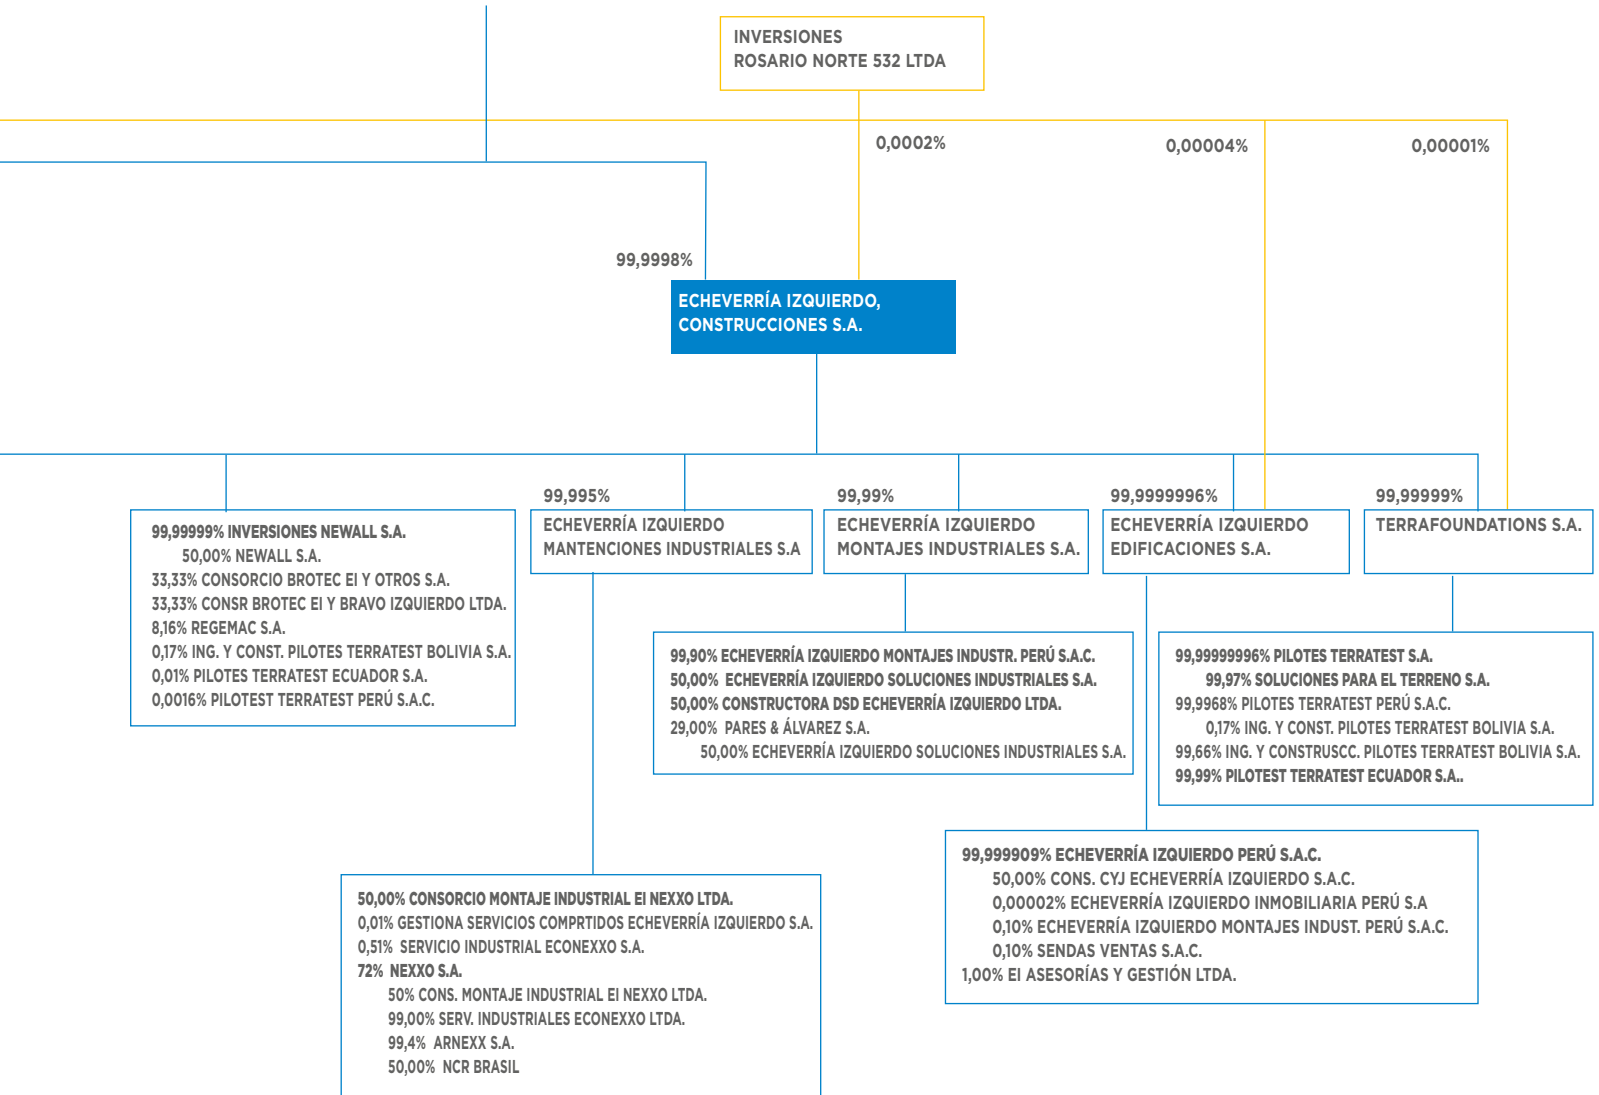 INVERSIONES
ROSARIO NORTE 532 LTDA
0,0002%
0,00004%
0,00001%
99,9998%
ECHEVERRÍA IZQUIERDO,
CONSTRUCCIONES S.A.
99,99999% INVERSIONES NEWALL S.A.
50,00% NEWALL S.A.
33,33% CONSORCIO BROTEC EI Y OTROS S.A.
33,33% CONSR BROTEC EI Y BRAVO IZQUIERDO LTDA.
8,16% REGEMAC S.A.
0,17% ING. Y CONST. PILOTES TERRATEST BOLIVIA S.A.
0,01% PILOTES TERRATEST ECUADOR S.A.
0,0016% PILOTEST TERRATEST PERÚ S.A.C.
99,995%
ECHEVERRÍA IZQUIERDO
MANTENCIONES INDUSTRIALES S.A
99,99%
ECHEVERRÍA IZQUIERDO
MONTAJES INDUSTRIALES S.A.
99,9999996%
ECHEVERRÍA IZQUIERDO
EDIFICACIONES S.A.
99,99999%
TERRAFOUNDATIONS S.A.
99,90% ECHEVERRÍA IZQUIERDO MONTAJES INDUSTR. PERÚ S.A.C.
50,00%  ECHEVERRÍA IZQUIERDO SOLUCIONES INDUSTRIALES S.A.
50,00% CONSTRUCTORA DSD ECHEVERRÍA IZQUIERDO LTDA.
29,00%  PARES & ÁLVAREZ S.A.
50,00% ECHEVERRÍA IZQUIERDO SOLUCIONES INDUSTRIALES S.A.
99,99999996% PILOTES TERRATEST S.A.
99,97% SOLUCIONES PARA EL TERRENO S.A.
99,9968% PILOTES TERRATEST PERÚ S.A.C.
0,17% ING. Y CONST. PILOTES TERRATEST BOLIVIA S.A.
99,66% ING. Y CONSTRUSCC. PILOTES TERRATEST BOLIVIA S.A.
99,99% PILOTEST TERRATEST ECUADOR S.A..
99,999909% ECHEVERRÍA IZQUIERDO PERÚ S.A.C.
50,00% CONS. CYJ ECHEVERRÍA IZQUIERDO S.A.C.
0,00002% ECHEVERRÍA IZQUIERDO INMOBILIARIA PERÚ S.A
0,10% ECHEVERRÍA IZQUIERDO MONTAJES INDUST. PERÚ S.A.C.
0,10% SENDAS VENTAS S.A.C.
1,00% EI ASESORÍAS Y GESTIÓN LTDA.
50,00% CONSORCIO MONTAJE INDUSTRIAL EI NEXXO LTDA.
0,01% GESTIONA SERVICIOS COMPRTIDOS ECHEVERRÍA IZQUIERDO S.A.
0,51%  SERVICIO INDUSTRIAL ECONEXXO S.A.
72%  NEXXO S.A.
50% CONS. MONTAJE INDUSTRIAL EI NEXXO LTDA.
99,00% SERV. INDUSTRIALES ECONEXXO LTDA.
99,4%  ARNEXX S.A.
50,00%  NCR BRASIL